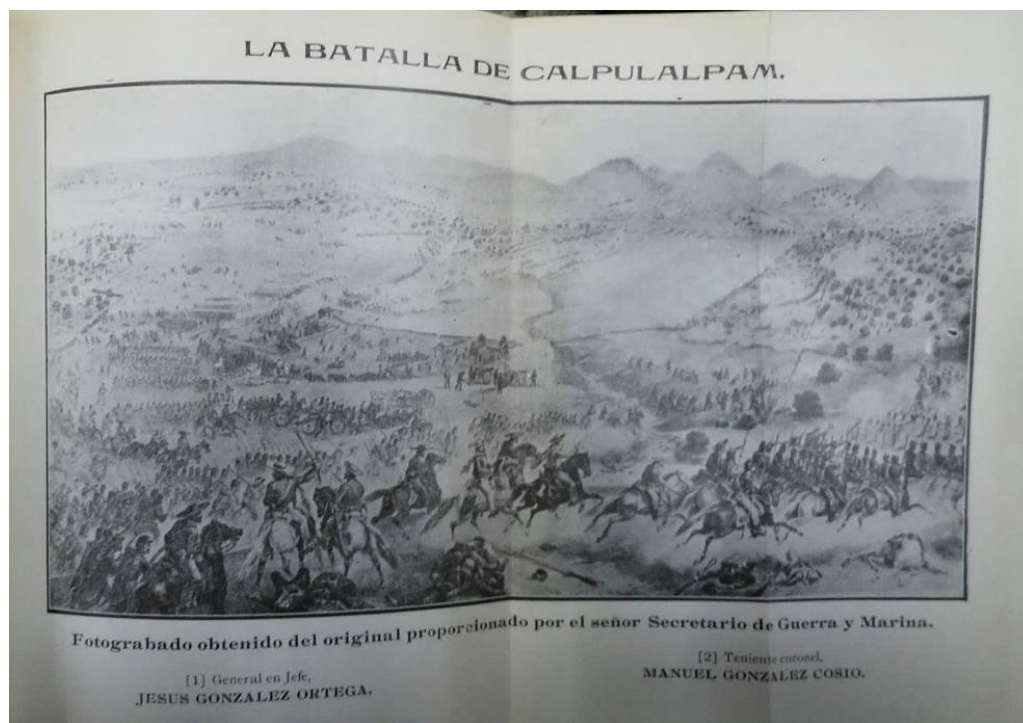 LA BATALLA DE CALPULALPAM.
Fotograbado obtenido del original proporcionado por el señor Secretario de Guerra y Marina.
[1] General en Jefe,
JESUS GONZALEZ ORTEGA.
[2] Teniente coronel,
MANUEL GONZALEZ COSIO.